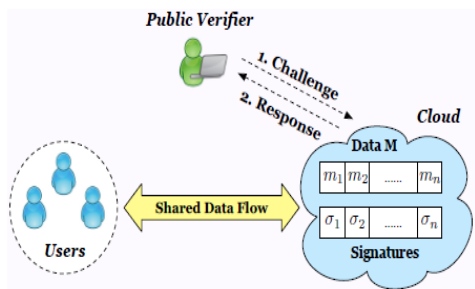 Public Verifier
1. Challenge
2. Response
Cloud
Data M
m₁ m₂ ...... mₙ
Shared Data Flow
σ₁ σ₂ ...... σₙ
Users
Signatures